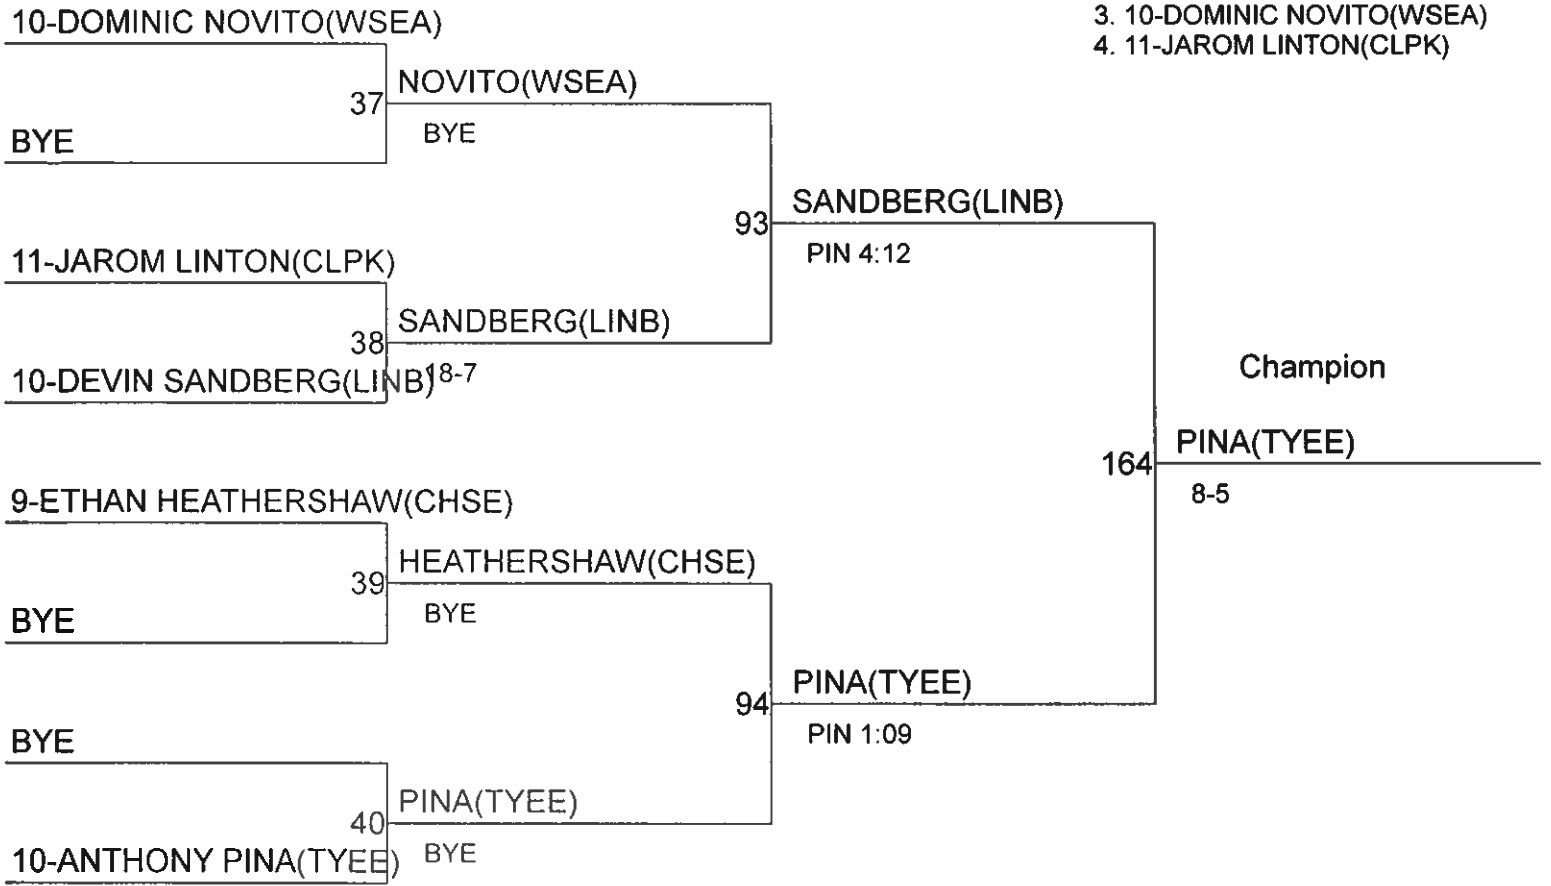 10-DOMINIC NOVITO(WSEA)
3. 10-DOMINIC NOVITO(WSEA)
4. 11-JAROM LINTON(CLPK)
NOVITO(WSEA)
37
BYE
BYE
SANDBERG(LINB)
93
PIN 4:12
11-JAROM LINTON(CLPK)
SANDBERG(LINB)
38
10-DEVIN SANDBERG(LINB)
18-7
Champion
PINA(TYEE)
164
8-5
9-ETHAN HEATHERSHAW(CHSE)
HEATHERSHAW(CHSE)
39
BYE
BYE
PINA(TYEE)
94
PIN 1:09
BYE
PINA(TYEE)
40
BYE
10-ANTHONY PINA(TYEE)